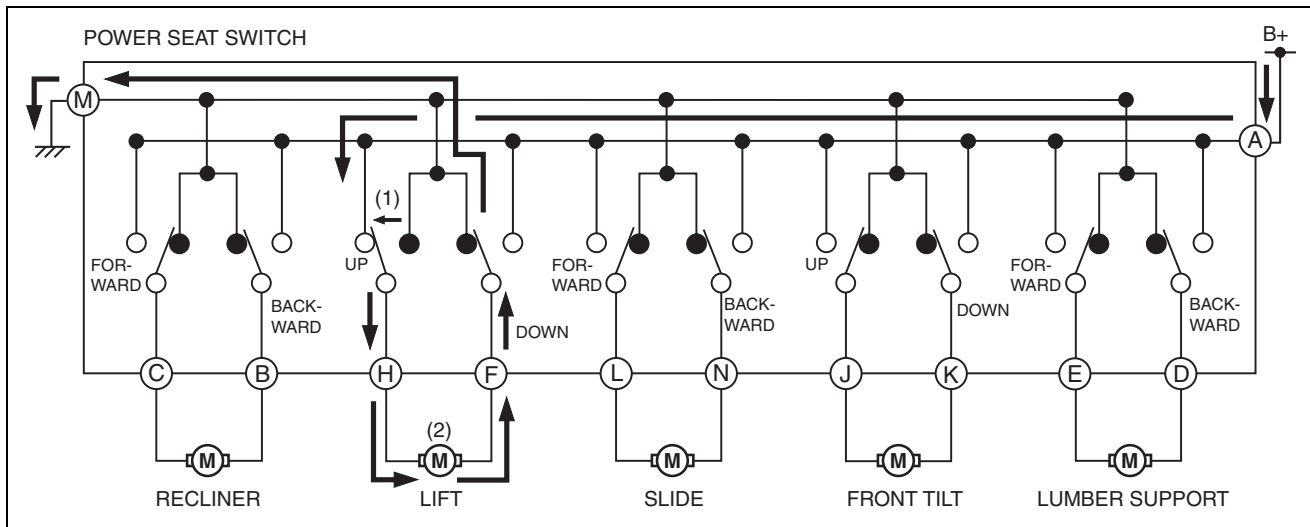 POWER SEAT SWITCH
B+
M
A
(1)
UP
UP
FOR-
WARD
FOR-
WARD
FOR-
WARD
BACK-
WARD
DOWN
BACK-
WARD
DOWN
BACK-
WARD
C
B
H
F
L
N
J
K
E
D
(2)
M
M
M
M
M
RECLINER
LIFT
SLIDE
FRONT TILT
LUMBER SUPPORT